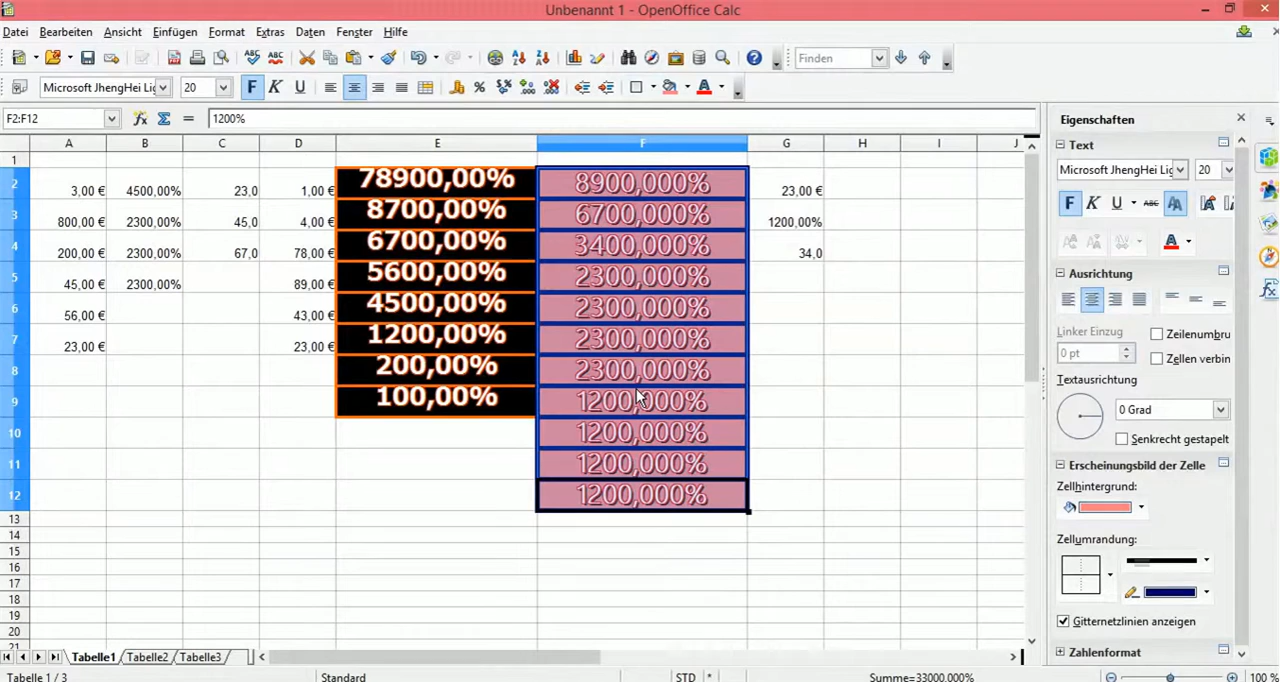 Unbenannt 1 - OpenOffice Calc
Datei Bearbeiten Ansicht Einfügen Format Extras Daten Fenster Hilfe
Finden
Microsoft JhengHei Lig 20 F K U
F2:F12 1200%
Eigenschaften
A B C D E F G H I J
Text
1
Microsoft JhengHei Lig 20
2 3,00 € 4500,00% 23,0 1,00 € 78900,00% 8900,000% 23,00 €
F K U ABC
3 800,00 € 2300,00% 45,0 4,00 € 8700,00% 6700,000% 1200,00%
4 200,00 € 2300,00% 67,0 78,00 € 6700,00% 3400,000% 34,0
Ausrichtung
5 45,00 € 2300,00% 89,00 € 5600,00% 2300,000%
6 56,00 € 43,00 € 4500,00% 2300,000%
Linker Einzug Zeilenumbru
7 23,00 € 23,00 € 1200,00% 2300,000%
0 pt Zellen verbin
8 200,00% 2300,000%
Textausrichtung
9 100,00% 1200,000%
0 Grad
10 1200,000%
Senkrecht gestapelt
11 1200,000%
Erscheinungsbild der Zelle
Zellhintergrund:
12 1200,000%
13
14
Zellumrandung:
15
16
17
18
19
Gitternetzlinien anzeigen
20
21
Tabelle1 Tabelle2 Tabelle3
Zahlenformat
Tabelle 1 / 3 Standard STD * Summe=33000,000% 100 %